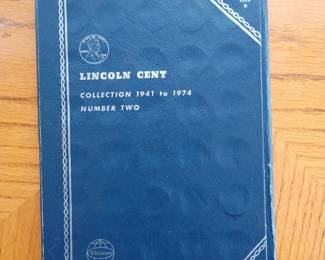 LINCOLN CENT
COLLECTION 1941 to 1974
NUMBER TWO